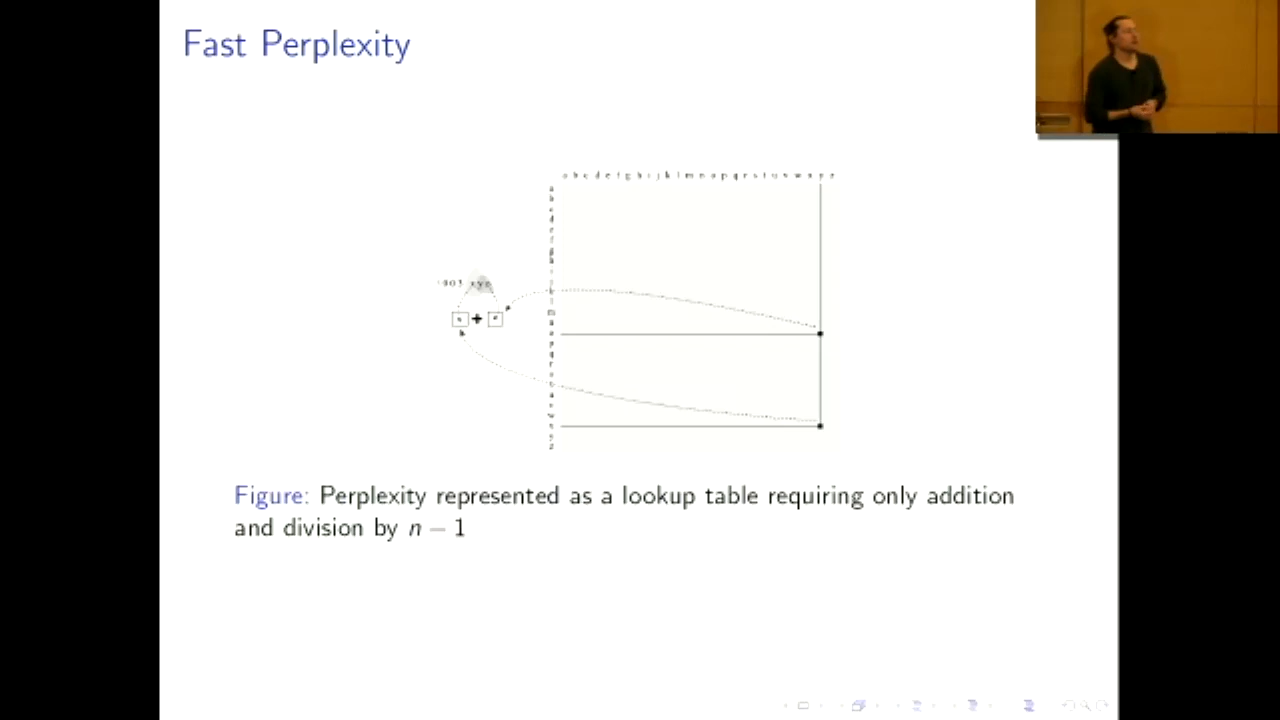 Fast Perplexity
a b c d e f g h i j k l m n o p q r s t u v w x y z
+
Figure: Perplexity represented as a lookup table requiring only addition
and division by n − 1